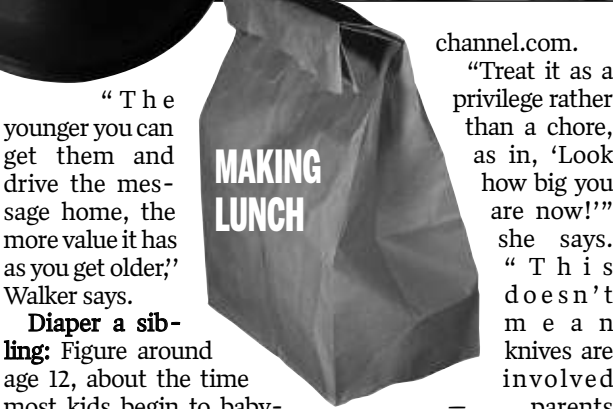 “The
younger you can
get them and
drive the mes-
sage home, the
more value it has
as you get older,”
Walker says.
Diaper a sib-
ling: Figure around
age 12, about the time
most kids begin to baby-
MAKING
LUNCH
channel.com.
“Treat it as a
privilege rather
than a chore,
as in, ‘Look
how big you
are now!’”
she says.
“This
doesn’t
mean
knives are
involved
— parents